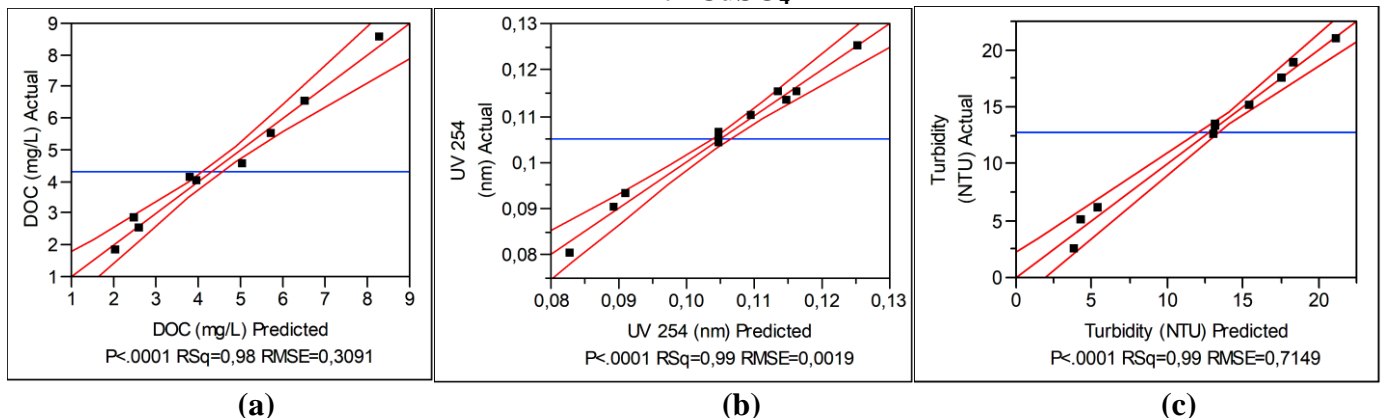 9
8
7
6
5
4
3
2
1
DOC (mg/L) Actual
1 2 3 4 5 6 7 8 9
DOC (mg/L) Predicted
P<.0001 RSq=0,98 RMSE=0,3091
(a)
0,13
0,12
0,11
0,1
0,09
0,08
UV 254
(nm) Actual
0,08 0,09 0,10 0,11 0,12 0,13
UV 254 (nm) Predicted
P<.0001 RSq=0,99 RMSE=0,0019
(b)
20
15
10
5
0
Turbidity
(NTU) Actual
0 5 10 15 20
Turbidity (NTU) Predicted
P<.0001 RSq=0,99 RMSE=0,7149
(c)